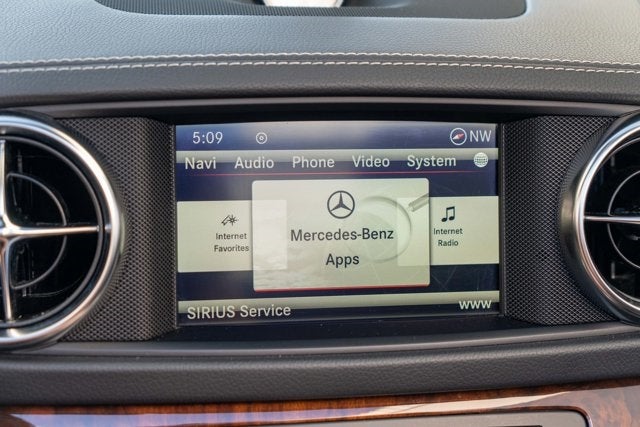 5:09 NW
Navi Audio Phone Video System
Internet
Favorites
Mercedes-Benz
Apps
Internet
Radio
SIRIUS Service www